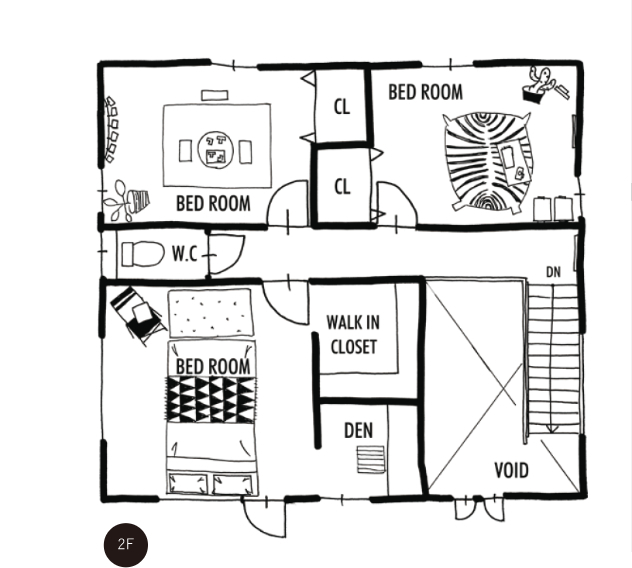 CL
BED ROOM
CL
BED ROOM
W.C
DN
WALK IN
CLOSET
BED ROOM
DEN
VOID
2F